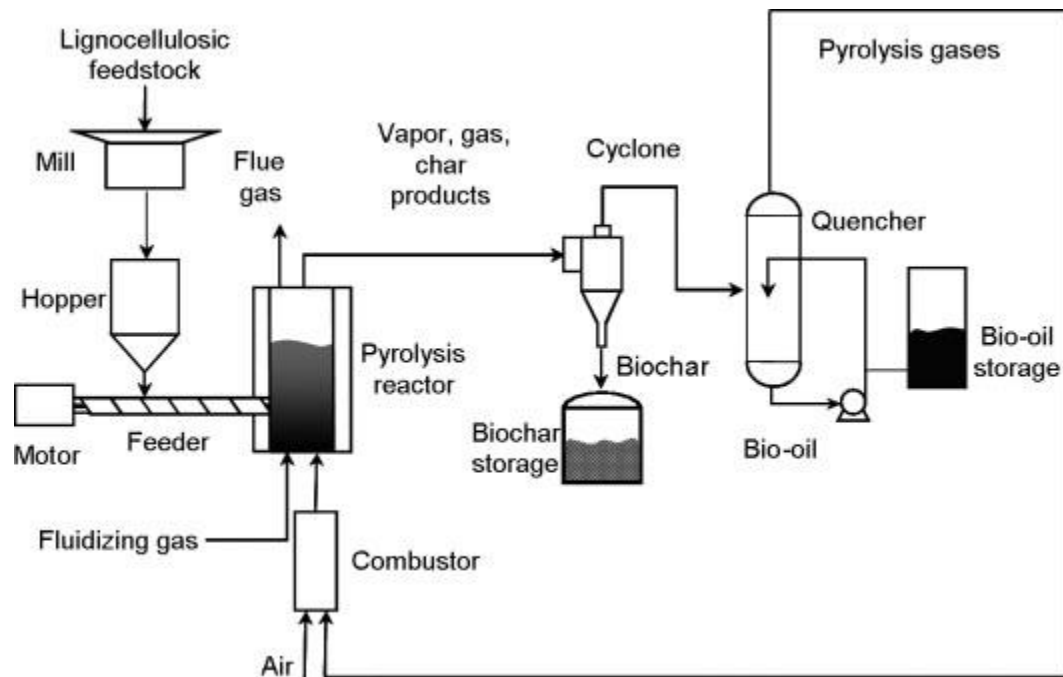 Lignocellulosic
feedstock
Pyrolysis gases
Mill
Flue
gas
Vapor, gas,
char
products
Cyclone
Quencher
Hopper
Pyrolysis
reactor
Bio-oil
storage
Biochar
Motor
Feeder
Biochar
storage
Bio-oil
Fluidizing gas
Combustor
Air